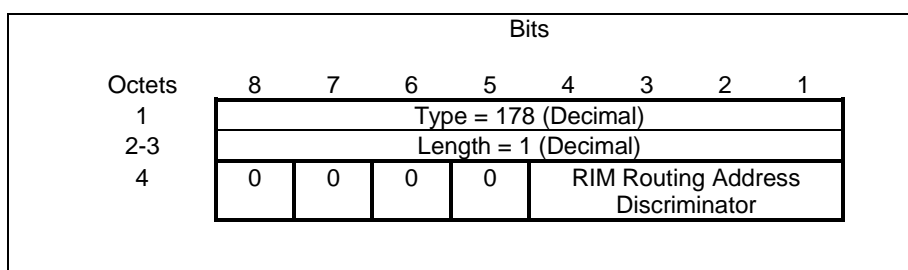 Bits
Octets 8 7 6 5 4 3 2 1
1 Type = 178 (Decimal)
2-3 Length = 1 (Decimal)
4 0 0 0 0 RIM Routing Address
Discriminator